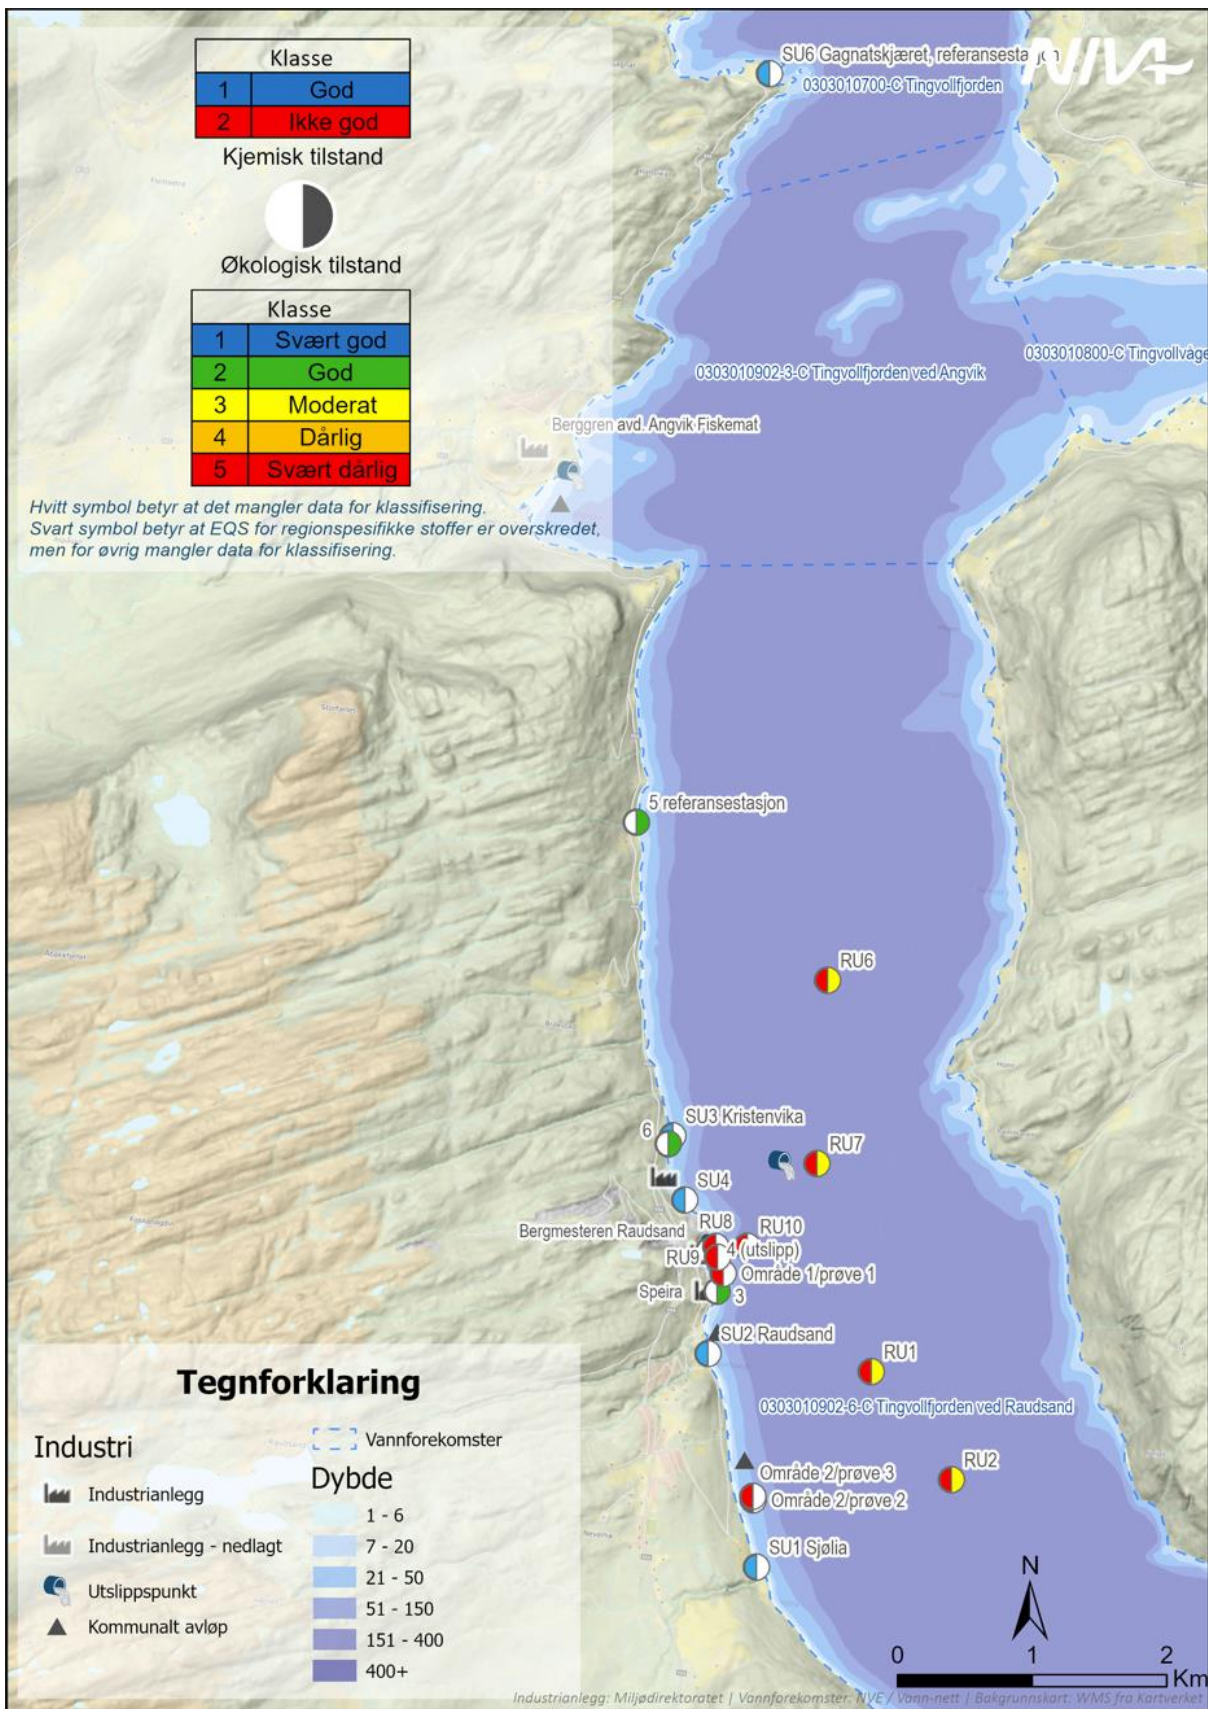 Klasse
1 God
2 Ikke god
Kjemisk tilstand
Økologisk tilstand
Klasse
1 Svært god
2 God
3 Moderat
4 Dårlig
5 Svært dårlig
Hvitt symbol betyr at det mangler data for klassifisering.
Svart symbol betyr at EQS for regionspesifikke stoffer er overskredet,
men for øvrig mangler data for klassifisering.
NIVA
SU6 Gagnatskjæret, referansestasjon
0303010700-C Tingvollfjorden
0303010800-C Tingvollvåge
0303010902-3-C Tingvollfjorden ved Angvik
Berggren avd. Angvik Fiskemat
5 referansestasjon
RU6
SU3 Kristenvika
6
RU7
SU4
Bergmesteren Raudsand
RU8
RU10
RU9
4 (utslipp)
Område 1/prøve 1
Speira
3
SU2 Raudsand
RU1
0303010902-6-C Tingvollfjorden ved Raudsand
RU2
Område 2/prøve 3
Område 2/prøve 2
SU1 Sjølia
Tegnforklaring
Industri
Industrianlegg
Industrianlegg - nedlagt
Utslippspunkt
Kommunalt avløp
Vannforekomster
Dybde
1 - 6
7 - 20
21 - 50
51 - 150
151 - 400
400+
N
0 1 2
Km
Industrianlegg: Miljødirektoratet | Vannforekomster: NVE / Vann-nett | Bakgrunnskart: WMS fra Kartverket